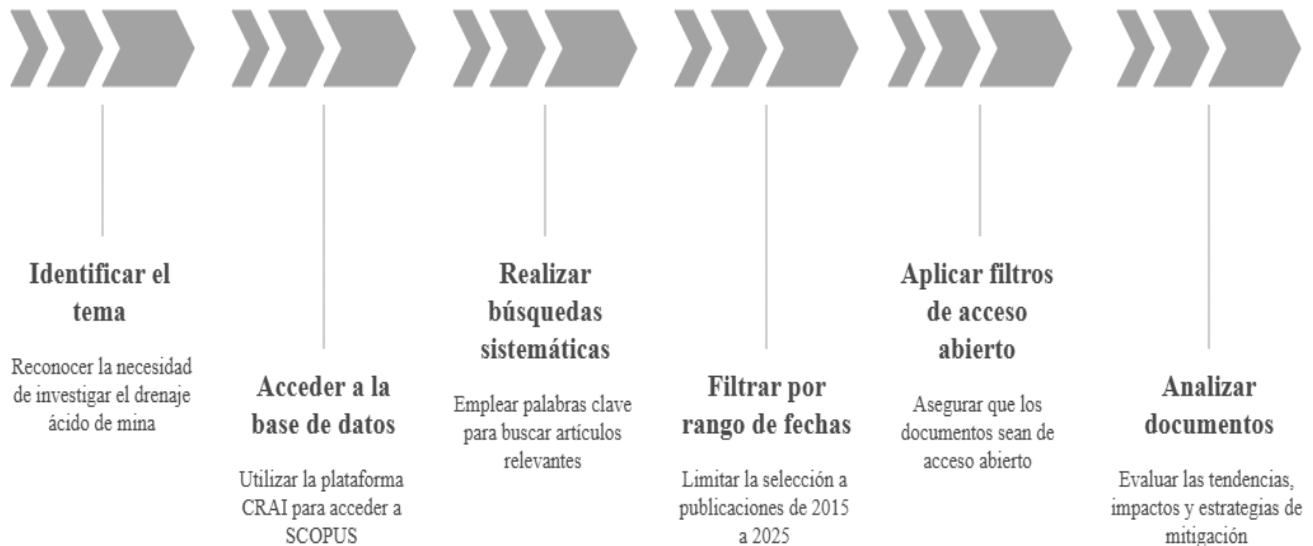 Identificar el
tema
Reconocer la necesidad
de investigar el drenaje
ácido de mina
Acceder a la
base de datos
Utilizar la plataforma
CRAI para acceder a
SCOPUS
Realizar
búsquedas
sistemáticas
Emplear palabras clave
para buscar artículos
relevantes
Filtrar por
rango de fechas
Limitar la selección a
publicaciones de 2015
a 2025
Aplicar filtros
de acceso
abierto
Asegurar que los
documentos sean de
acceso abierto
Analizar
documentos
Evaluar las tendencias,
impactos y estrategias de
mitigación